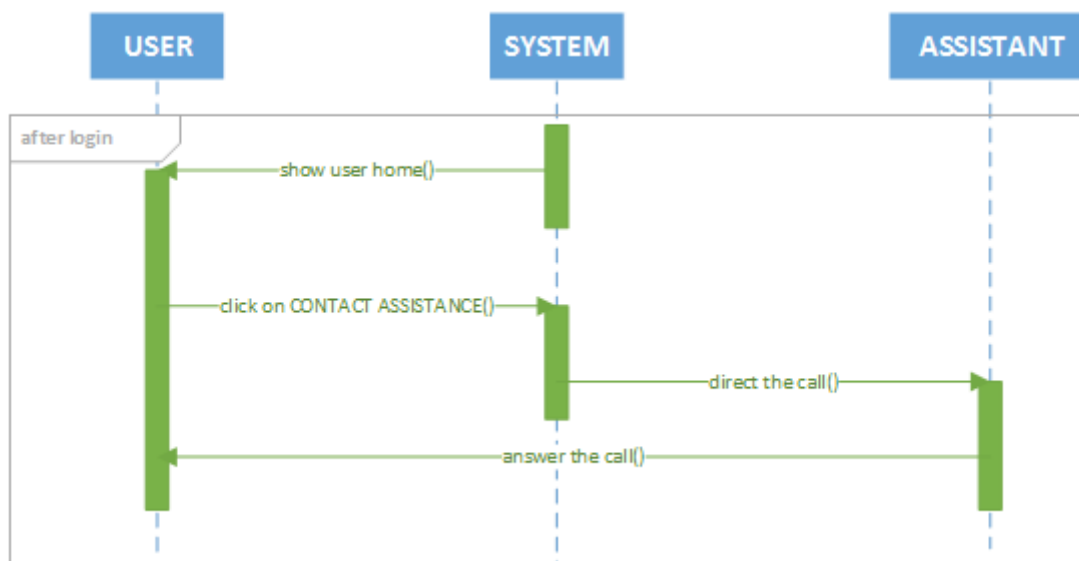 USER
SYSTEM
ASSISTANT
after login
show user home()
click on CONTACT ASSISTANCE()
direct the call()
answer the call()